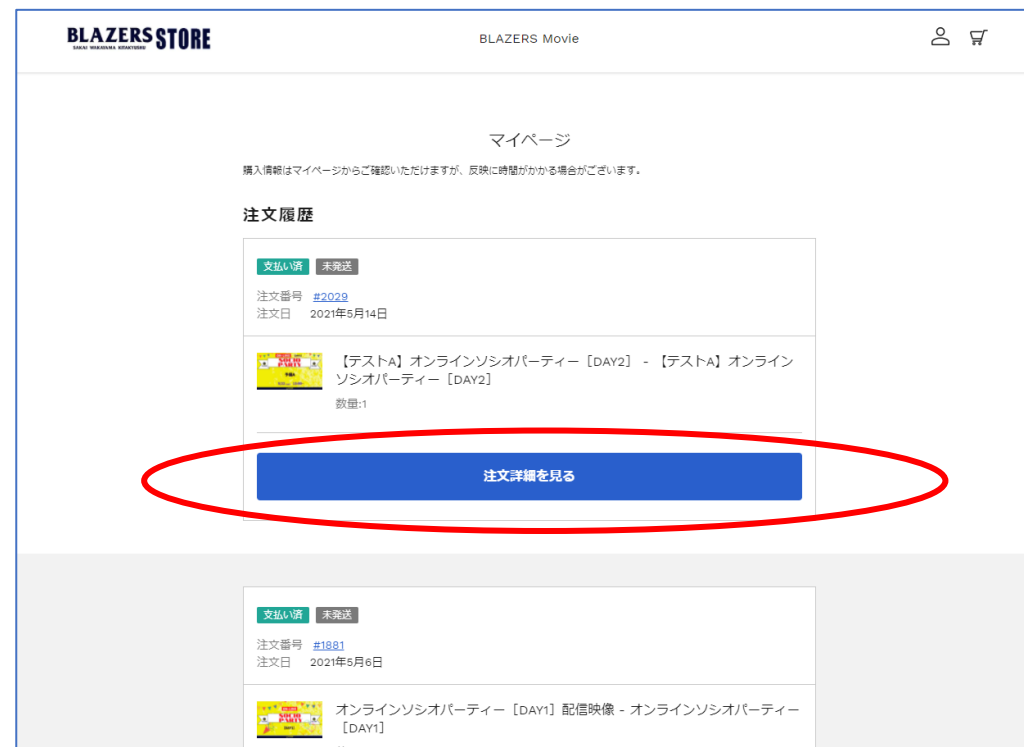 BLAZERS STORE
SAKAI WAKAYAMA KITAKYUSHU
BLAZERS Movie
マイページ
購入情報はマイページからご確認いただけますが、反映に時間がかかる場合がございます。
注文履歴
支払い済 未発送
注文番号 #2029
注文日 2021年5月14日
【テストA】オンラインソシオパーティー［DAY2］ - 【テストA】オンライン
ソシオパーティー［DAY2］
数量:1
注文詳細を見る
支払い済 未発送
注文番号 #1881
注文日 2021年5月6日
オンラインソシオパーティー［DAY1］配信映像 - オンラインソシオパーティー
［DAY1］